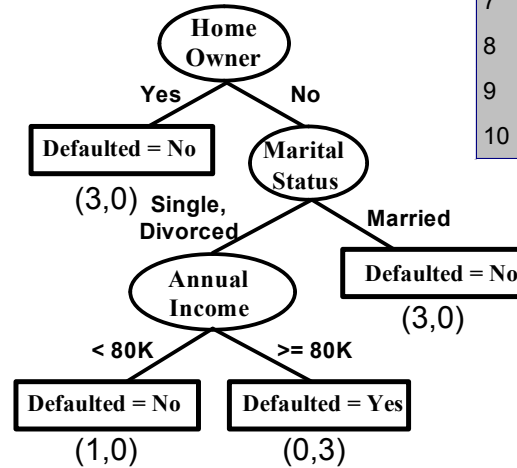 7
8
9
10
Home
Owner
Yes
No
Defaulted = No
(3,0)
Marital
Status
Single,
Divorced
Married
Annual
Income
Defaulted = No
(3,0)
< 80K
>= 80K
Defaulted = No
Defaulted = Yes
(1,0)
(0,3)